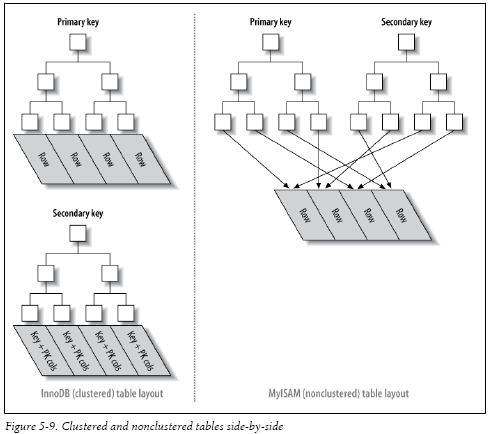 Primary key
Row
Row
Row
Row
Secondary key
Key + PK cols
Key + PK cols
Key + PK cols
Key + PK cols
InnoDB (clustered) table layout
Primary key
Secondary key
Row
Row
Row
Row
MyISAM (nonclustered) table layout
Figure 5-9. Clustered and nonclustered tables side-by-side